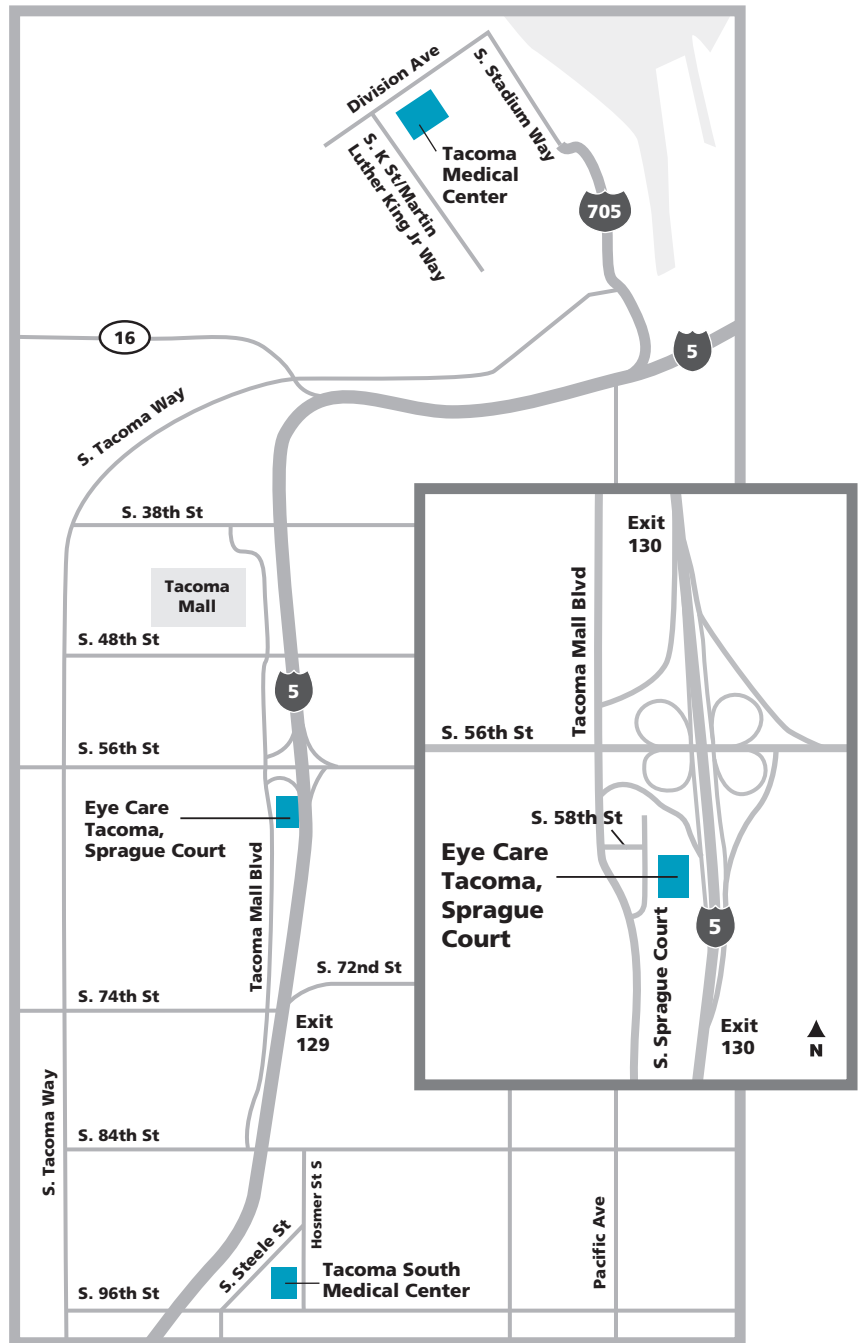 Division Ave
S. Stadium Way
S. K St/Martin
Luther King Jr Way
Tacoma
Medical
Center
705
16
5
S. Tacoma Way
S. 38th St
Tacoma
Mall
S. 48th St
5
S. 56th St
Eye Care
Tacoma,
Sprague Court
Tacoma Mall Blvd
S. 72nd St
S. 74th St
Exit
129
S. Tacoma Way
S. 84th St
Hosmer St S
S. Steele St
Tacoma South
Medical Center
S. 96th St
Pacific Ave
Exit
130
Tacoma Mall Blvd
S. 56th St
S. 58th St
Eye Care
Tacoma,
Sprague
Court
5
S. Sprague Court
Exit
130
N